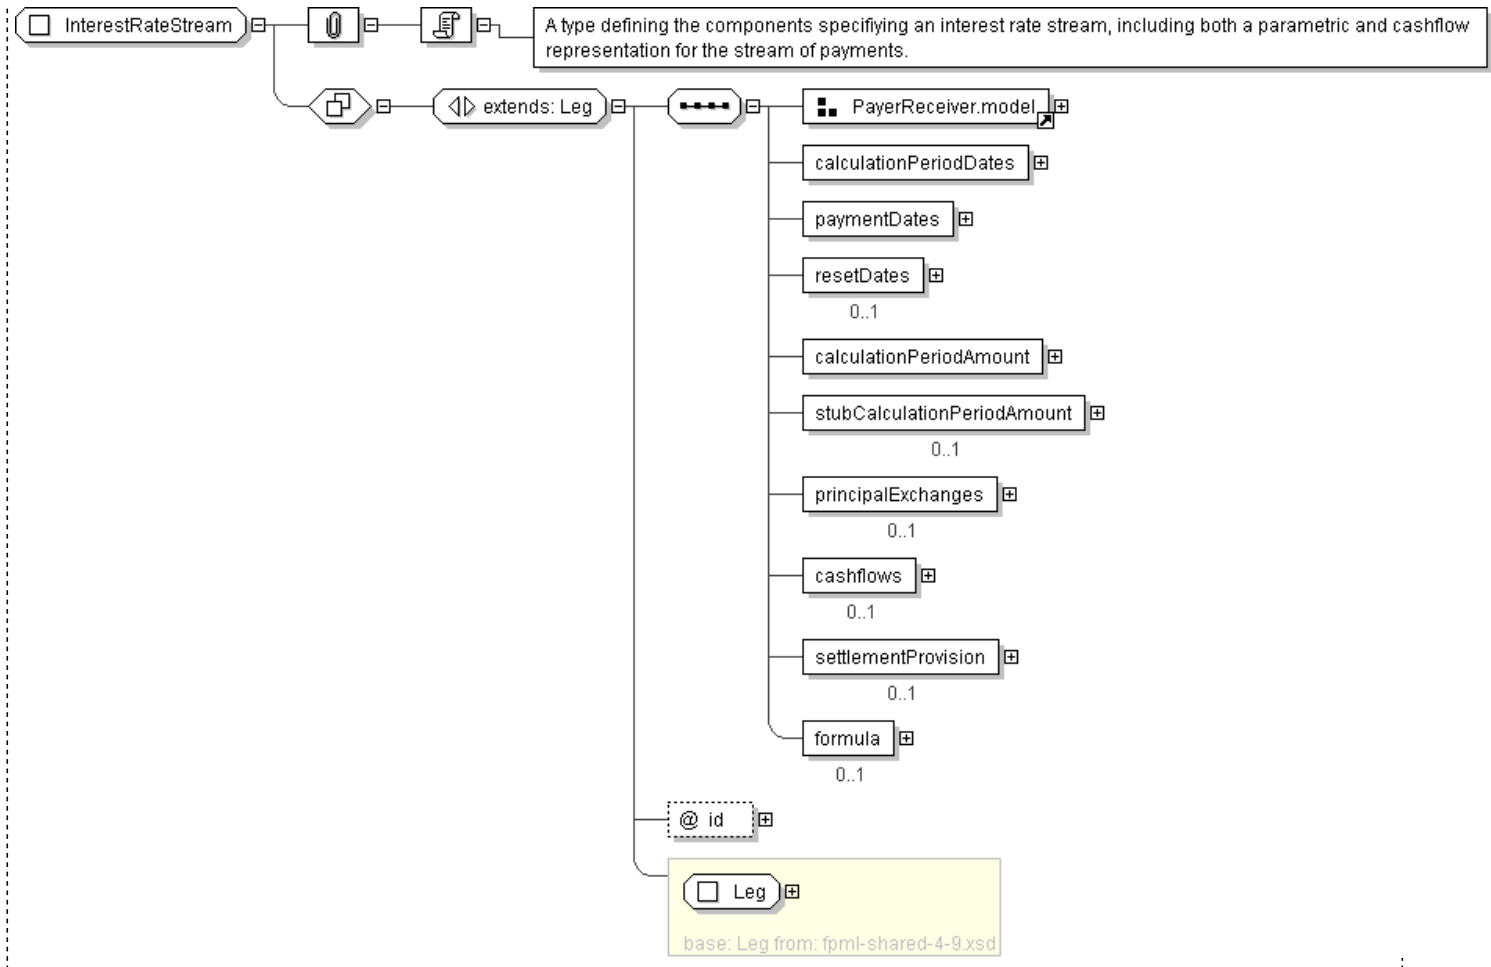 InterestRateStream
A type defining the components specifiying an interest rate stream, including both a parametric and cashflow
representation for the stream of payments.
extends: Leg
PayerReceiver.model
calculationPeriodDates
paymentDates
resetDates
0..1
calculationPeriodAmount
stubCalculationPeriodAmount
0..1
principalExchanges
0..1
cashflows
0..1
settlementProvision
0..1
formula
0..1
@ id
Leg
base: Leg from: fpml-shared-4-9.xsd